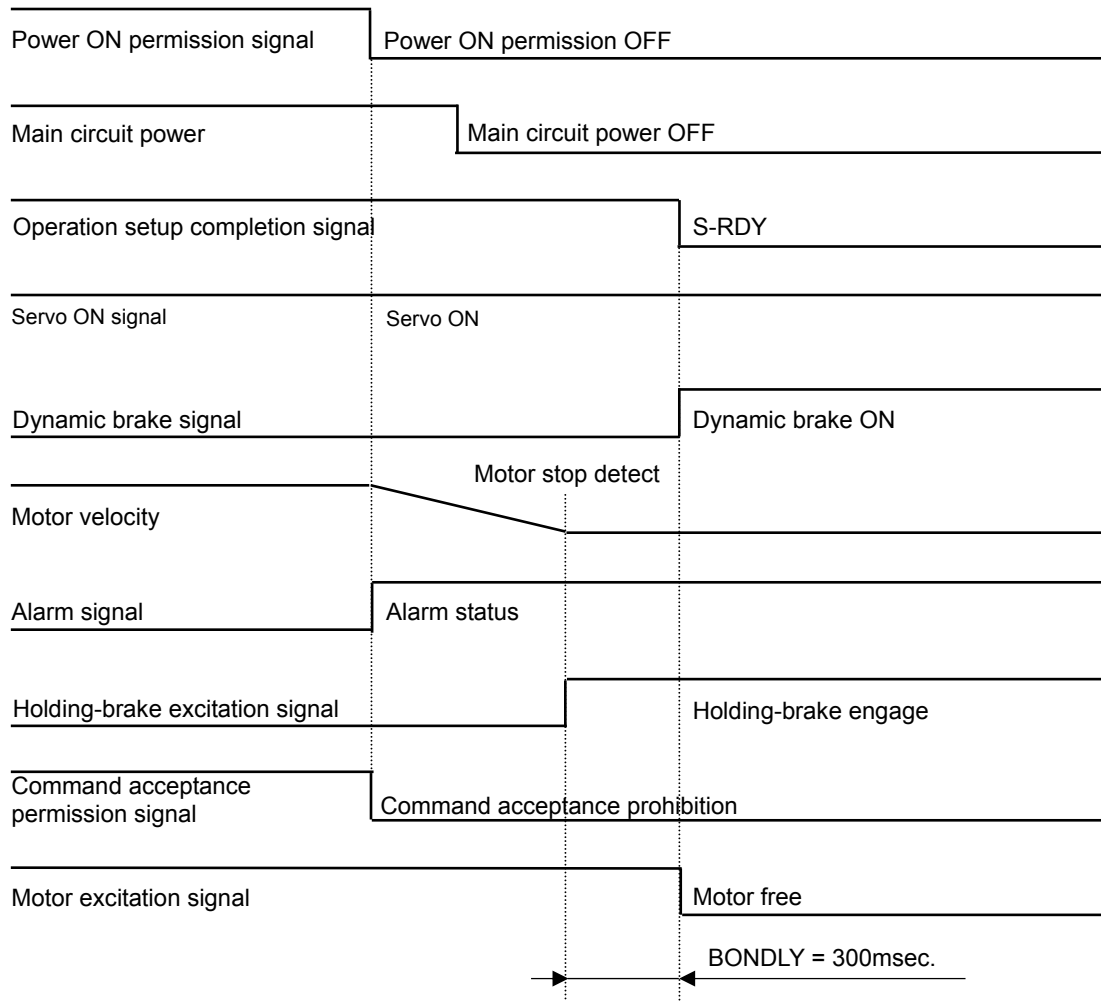 Power ON permission signal Power ON permission OFF
Main circuit power Main circuit power OFF
Operation setup completion signal S-RDY
Servo ON signal Servo ON
Dynamic brake signal Dynamic brake ON
Motor stop detect
Motor velocity
Alarm signal Alarm status
Holding-brake excitation signal Holding-brake engage
Command acceptance
permission signal Command acceptance prohibition
Motor excitation signal Motor free
BONDLY = 300msec.